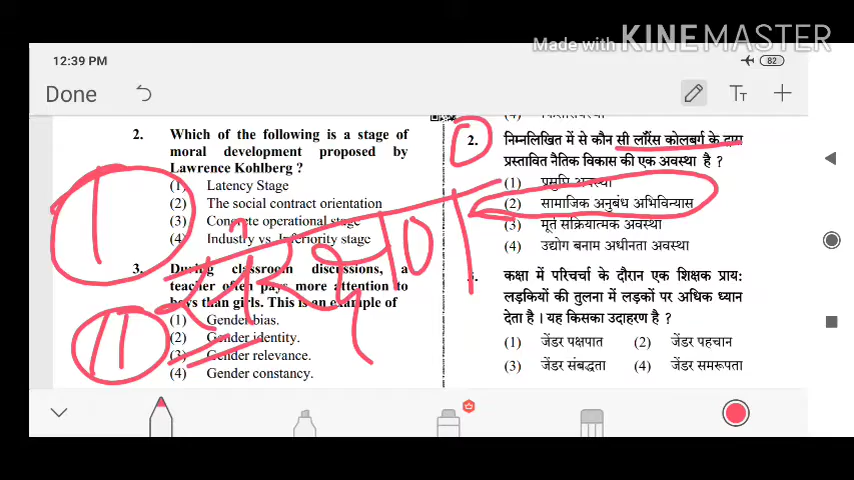 Made with KINEMASTER
12:39 PM
82
Done
2. Which of the following is a stage of
moral development proposed by
Lawrence Kohlberg ?
(1) Latency Stage
(2) The social contract orientation
(3) Concrete operational stage
(4) Industry vs. Inferiority stage
3. During classroom discussions, a
teacher often pays more attention to
boys than girls. This is an example of
(1) Gender bias.
(2) Gender identity.
(3) Gender relevance.
(4) Gender constancy.
2. निम्नलिखित में से कौन सी लॉरेंस कोलबर्ग के द्वारा
प्रस्तावित नैतिक विकास की एक अवस्था है ?
(1) प्रसुप्ति अवस्था
(2) सामाजिक अनुबंध अभिविन्यास
(3) मूर्त सक्रियात्मक अवस्था
(4) उद्योग बनाम अधीनता अवस्था
कक्षा में परिचर्चा के दौरान एक शिक्षक प्राय:
लड़कियों की तुलना में लड़कों पर अधिक ध्यान
देता है । यह किसका उदाहरण है ?
(1) जेंडर पक्षपात (2) जेंडर पहचान
(3) जेंडर संबद्धता (4) जेंडर समरूपता